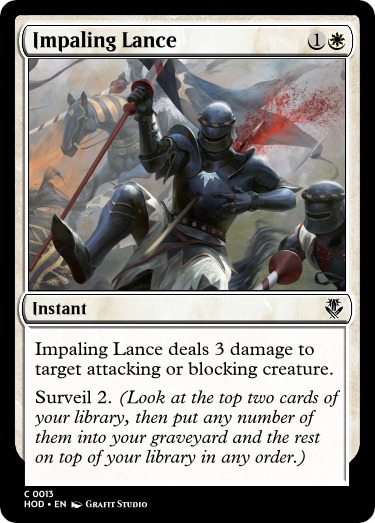 Impaling Lance 1
Instant
Impaling Lance deals 3 damage to
target attacking or blocking creature.
Surveil 2. (Look at the top two cards of
your library, then put any number of
them into your graveyard and the rest
on top of your library in any order.)
C 0013
HOD • EN Grafit Studio